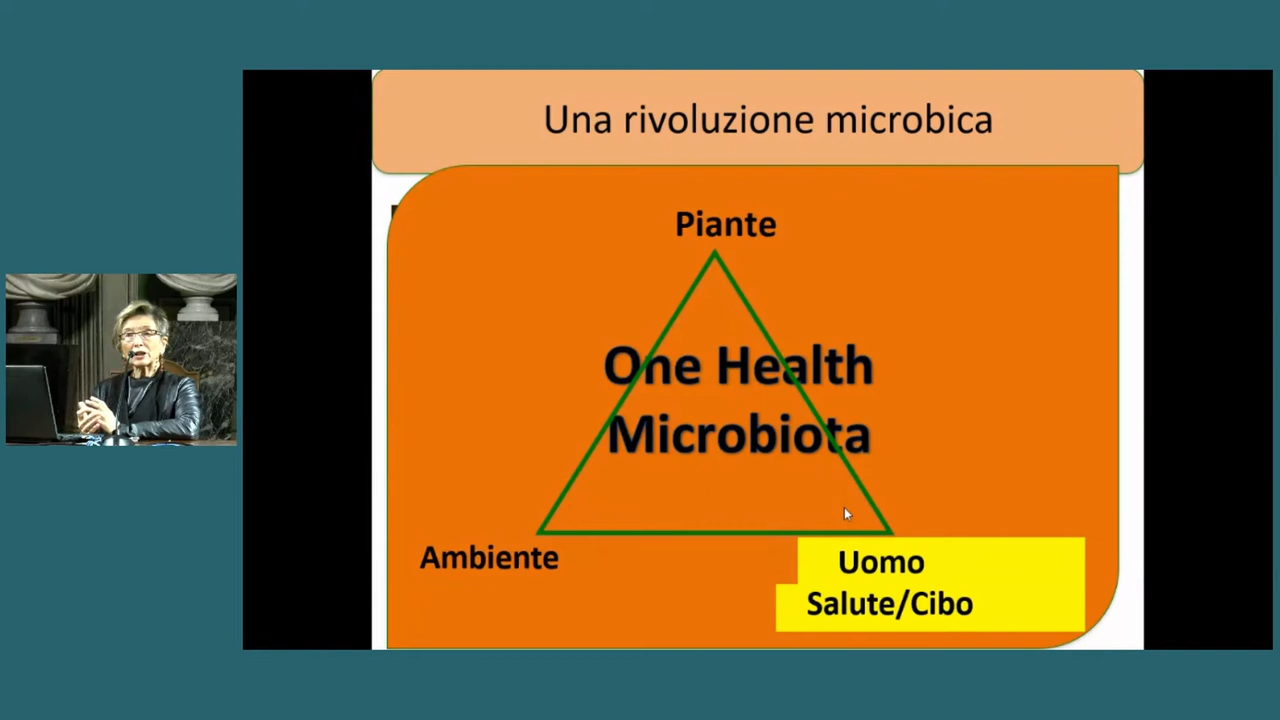 Una rivoluzione microbica
Piante
One Health
Microbiota
Ambiente
Uomo
Salute/Cibo